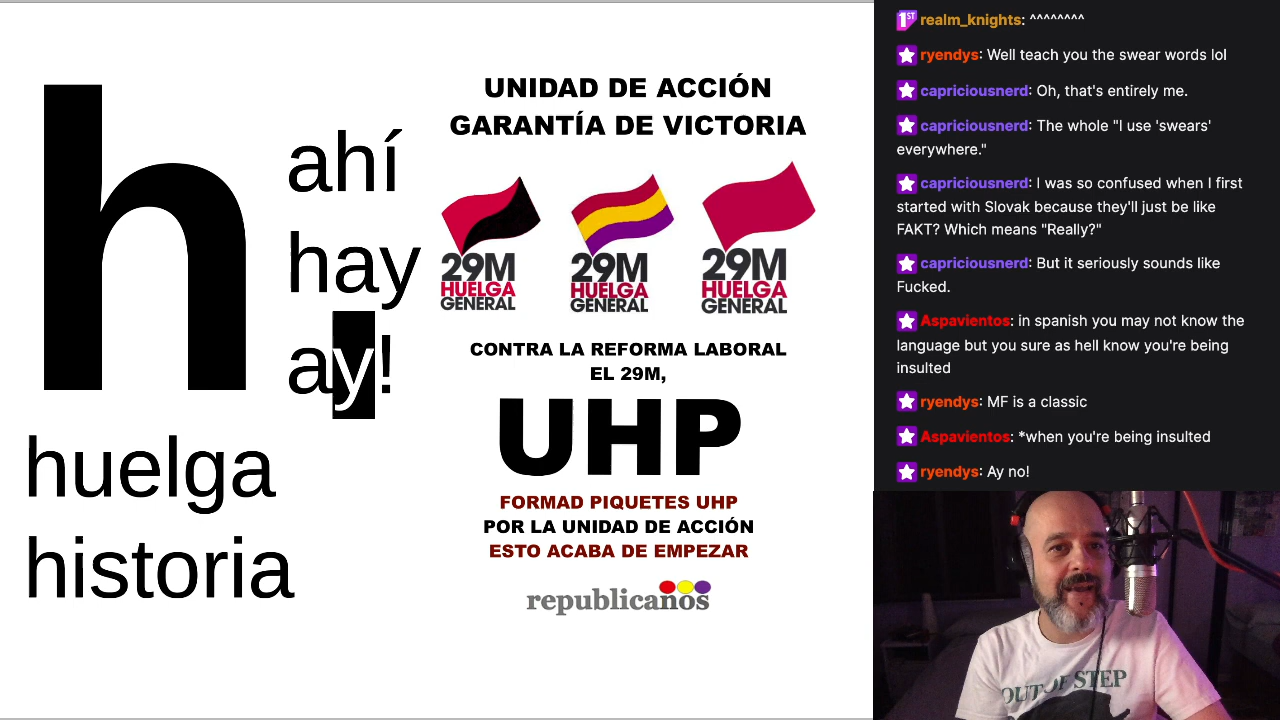 h
ahí
hay
ay!
huelga
historia
UNIDAD DE ACCIÓN
GARANTÍA DE VICTORIA
29M
HUELGA
GENERAL
29M
HUELGA
GENERAL
29M
HUELGA
GENERAL
CONTRA LA REFORMA LABORAL
EL 29M,
UHP
FORMAD PIQUETES UHP
POR LA UNIDAD DE ACCIÓN
ESTO ACABA DE EMPEZAR
republicanos
1ST realm_knights: ^^^^^^^^
ryendys: Well teach you the swear words lol
capriciousnerd: Oh, that's entirely me.
capriciousnerd: The whole "I use 'swears'
everywhere."
capriciousnerd: I was so confused when I first
started with Slovak because they'll just be like
FAKT? Which means "Really?"
capriciousnerd: But it seriously sounds like
Fucked.
Aspavientos: in spanish you may not know the
language but you sure as hell know you're being
insulted
ryendys: MF is a classic
Aspavientos: *when you're being insulted
ryendys: Ay no!
OUT OF STEP